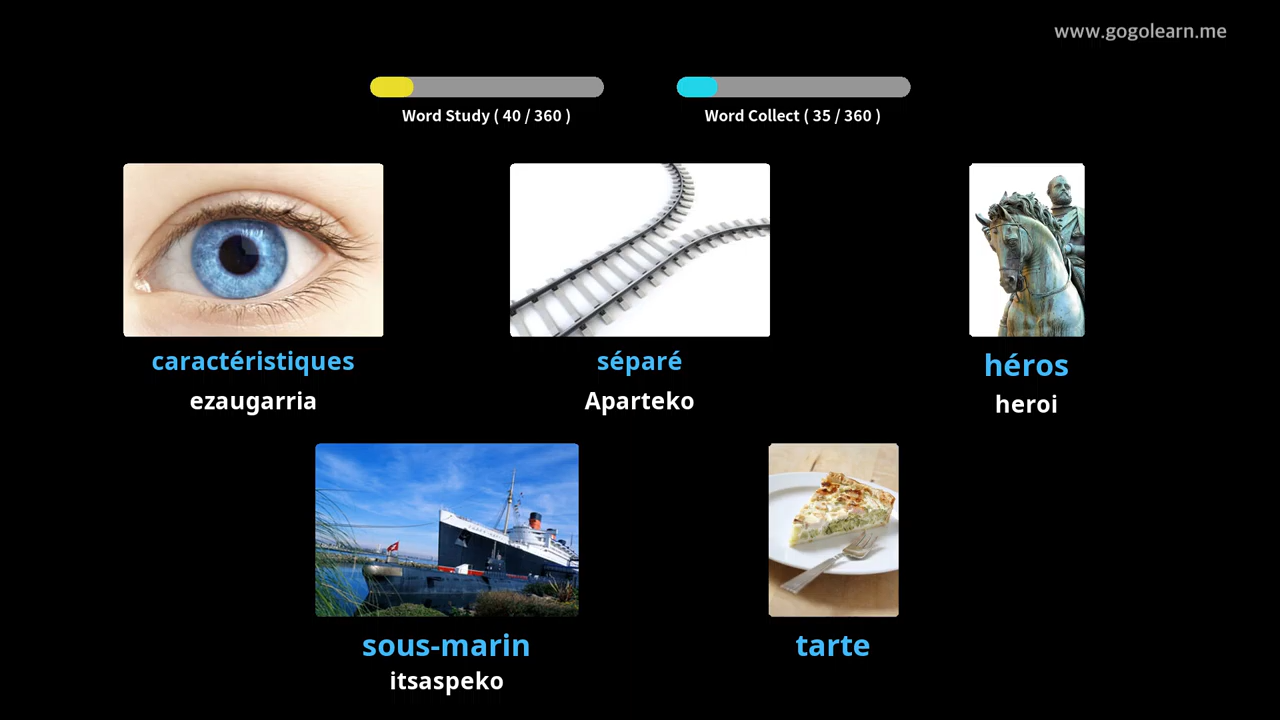 www.gogolearn.me
Word Study ( 40 / 360 )
Word Collect ( 35 / 360 )
caractéristiques
ezaugarria
séparé
Aparteko
héros
heroi
sous-marin
itsaspeko
tarte